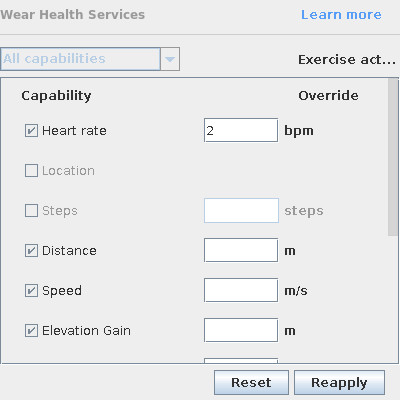 Wear Health Services Learn more
All capabilities Exercise act...
Capability Override
Heart rate 2 bpm
Location
Steps steps
Distance m
Speed m/s
Elevation Gain m
Reset Reapply